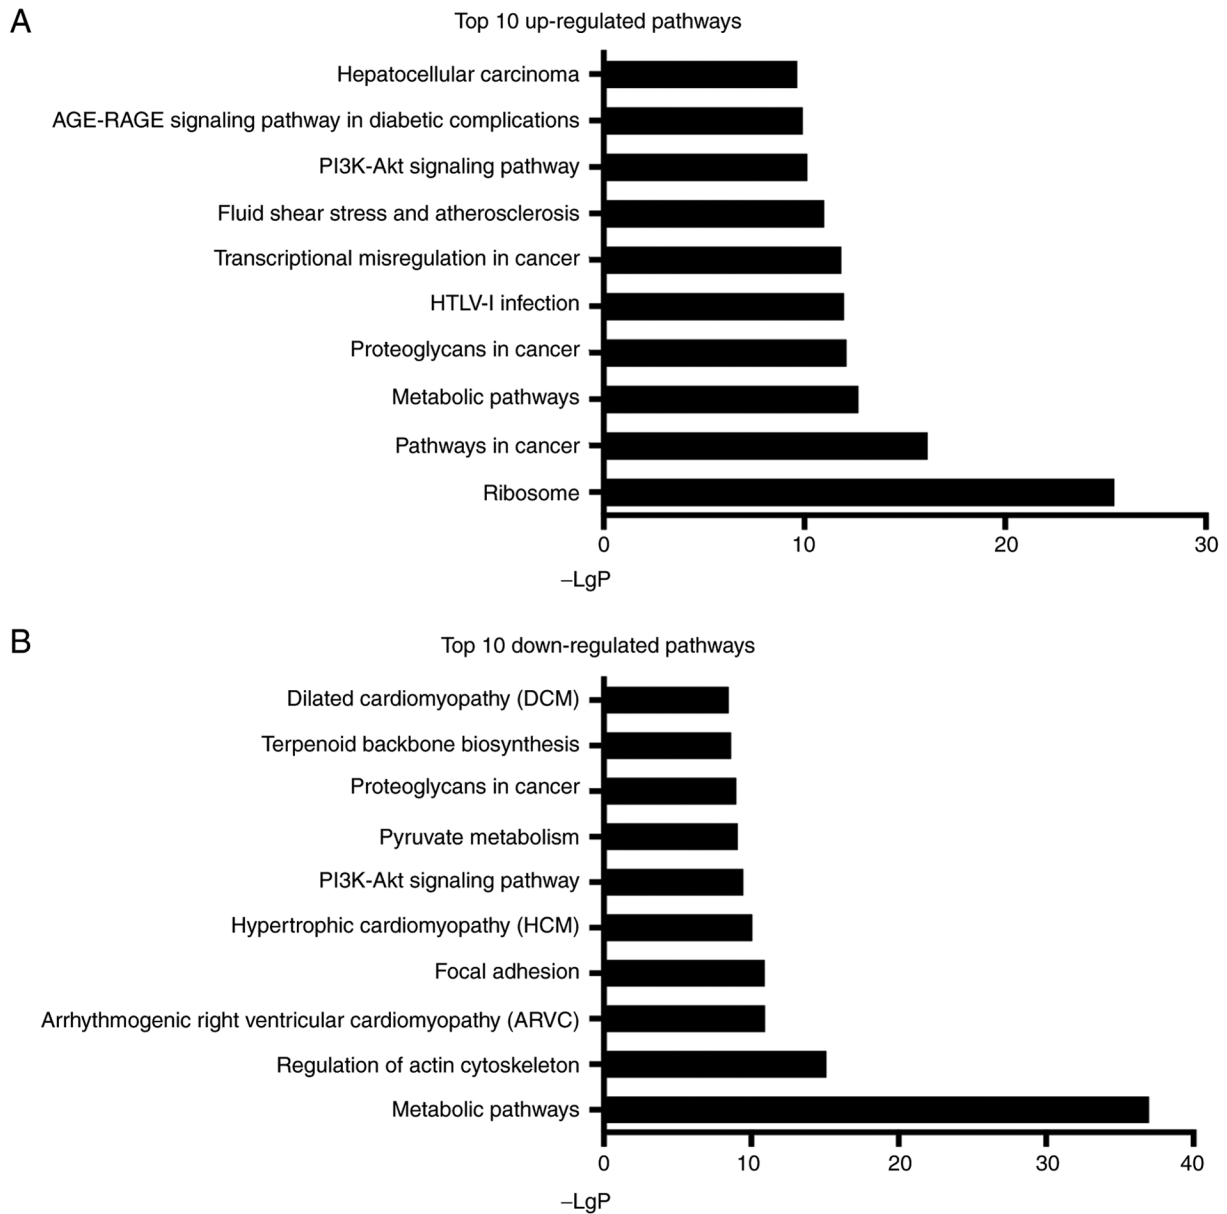 A
Top 10 up-regulated pathways
Hepatocellular carcinoma
AGE-RAGE signaling pathway in diabetic complications
PI3K-Akt signaling pathway
Fluid shear stress and atherosclerosis
Transcriptional misregulation in cancer
HTLV-I infection
Proteoglycans in cancer
Metabolic pathways
Pathways in cancer
Ribosome
0 10 20 30
–LgP
B
Top 10 down-regulated pathways
Dilated cardiomyopathy (DCM)
Terpenoid backbone biosynthesis
Proteoglycans in cancer
Pyruvate metabolism
PI3K-Akt signaling pathway
Hypertrophic cardiomyopathy (HCM)
Focal adhesion
Arrhythmogenic right ventricular cardiomyopathy (ARVC)
Regulation of actin cytoskeleton
Metabolic pathways
0 10 20 30 40
–LgP